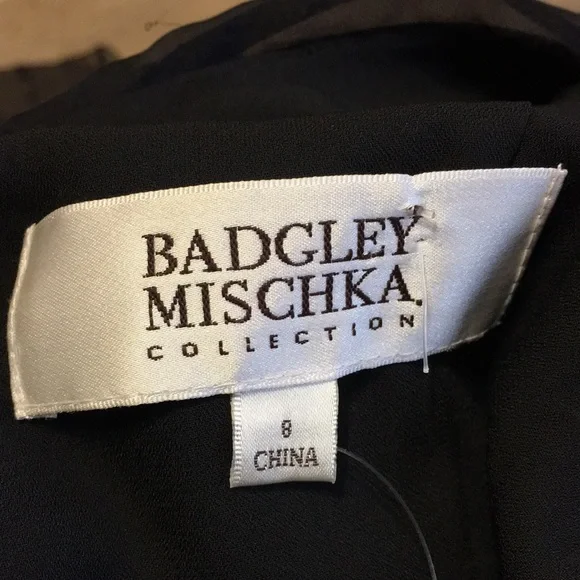 BADGLEY
MISCHKA.
COLLECTION
8
CHINA